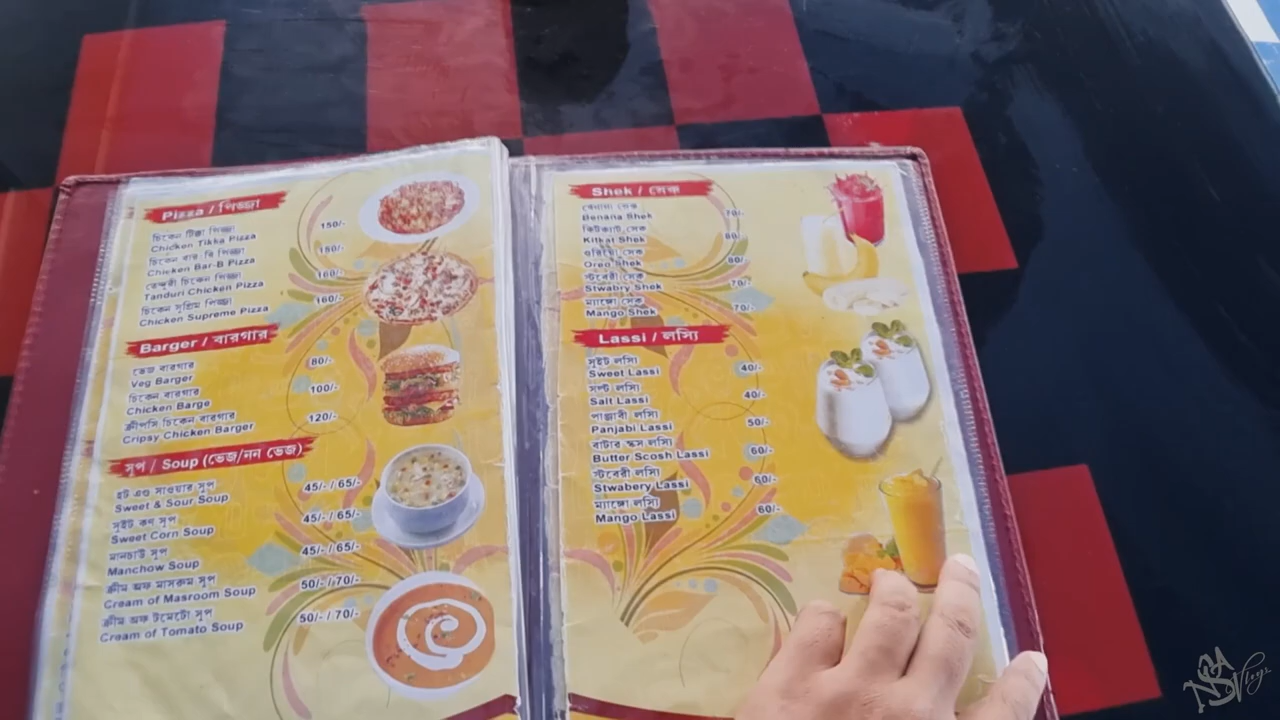 Pizza / পিজ্জা
চিকেন টিক্কা পিজ্জা
Chicken Tikka Pizza 150/-
চিকেন বার বি পিজ্জা
Chicken Bar-B Pizza 180/-
তন্দুরী চিকেন পিজ্জা
Tanduri Chicken Pizza 160/-
চিকেন সুপ্রিম পিজ্জা
Chicken Supreme Pizza 160/-
Barger / বারগার
ভেজ বারগার
Veg Barger 80/-
চিকেন বারগার
Chicken Barge 100/-
ক্রীপসি চিকেন বারগার
Cripsy Chicken Barger 120/-
সুপ / Soup (ভেজ/নন ভেজ)
হট এণ্ড সাওয়ার সুপ
Sweet & Sour Soup 45/- / 65/-
সুইট কর্ণ সুপ
Sweet Corn Soup 45/- / 65/-
মানচাউ সুপ
Manchow Soup 45/- / 65/-
ক্রীম অফ মাসরুম সুপ
Cream of Masroom Soup 50/- / 70/-
ক্রীম অফ টমেটো সুপ
Cream of Tomato Soup 50/- / 70/-
Shek / সেক
বেনানা সেক
Benana Shek 70/-
কিটক্যাট সেক
Kitkat Shek 80/-
ওরিয়ো সেক
Oreo Shek 80/-
স্টবেরী সেক
Stwabry Shek 70/-
ম্যাঙ্গো সেক
Mango Shek 70/-
Lassi / লস্যি
সুইট লস্যি
Sweet Lassi 40/-
সল্ট লস্যি
Salt Lassi 40/-
পাঞ্জাবী লস্যি
Panjabi Lassi 50/-
বাটার স্কস লস্যি
Butter Scosh Lassi 60/-
স্টবেরী লস্যি
Stwabery Lassi 60/-
ম্যাঙ্গো লস্যি
Mango Lassi 60/-
Vlogs